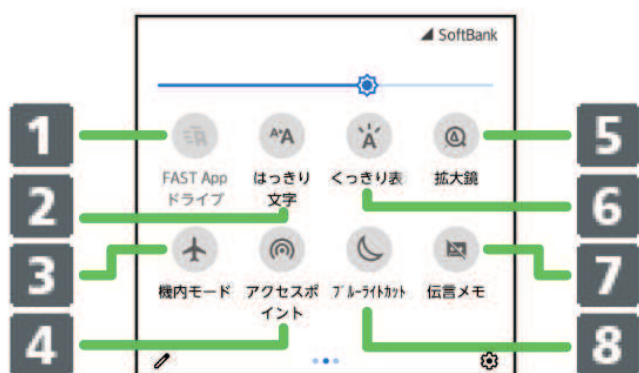 SoftBank
1
5
FAST App
ドライブ
はっきり
文字
くっきり表
拡大鏡
2
6
3
7
機内モード
アクセスポ
イント
ブルーライトカット
伝言メモ
4
8